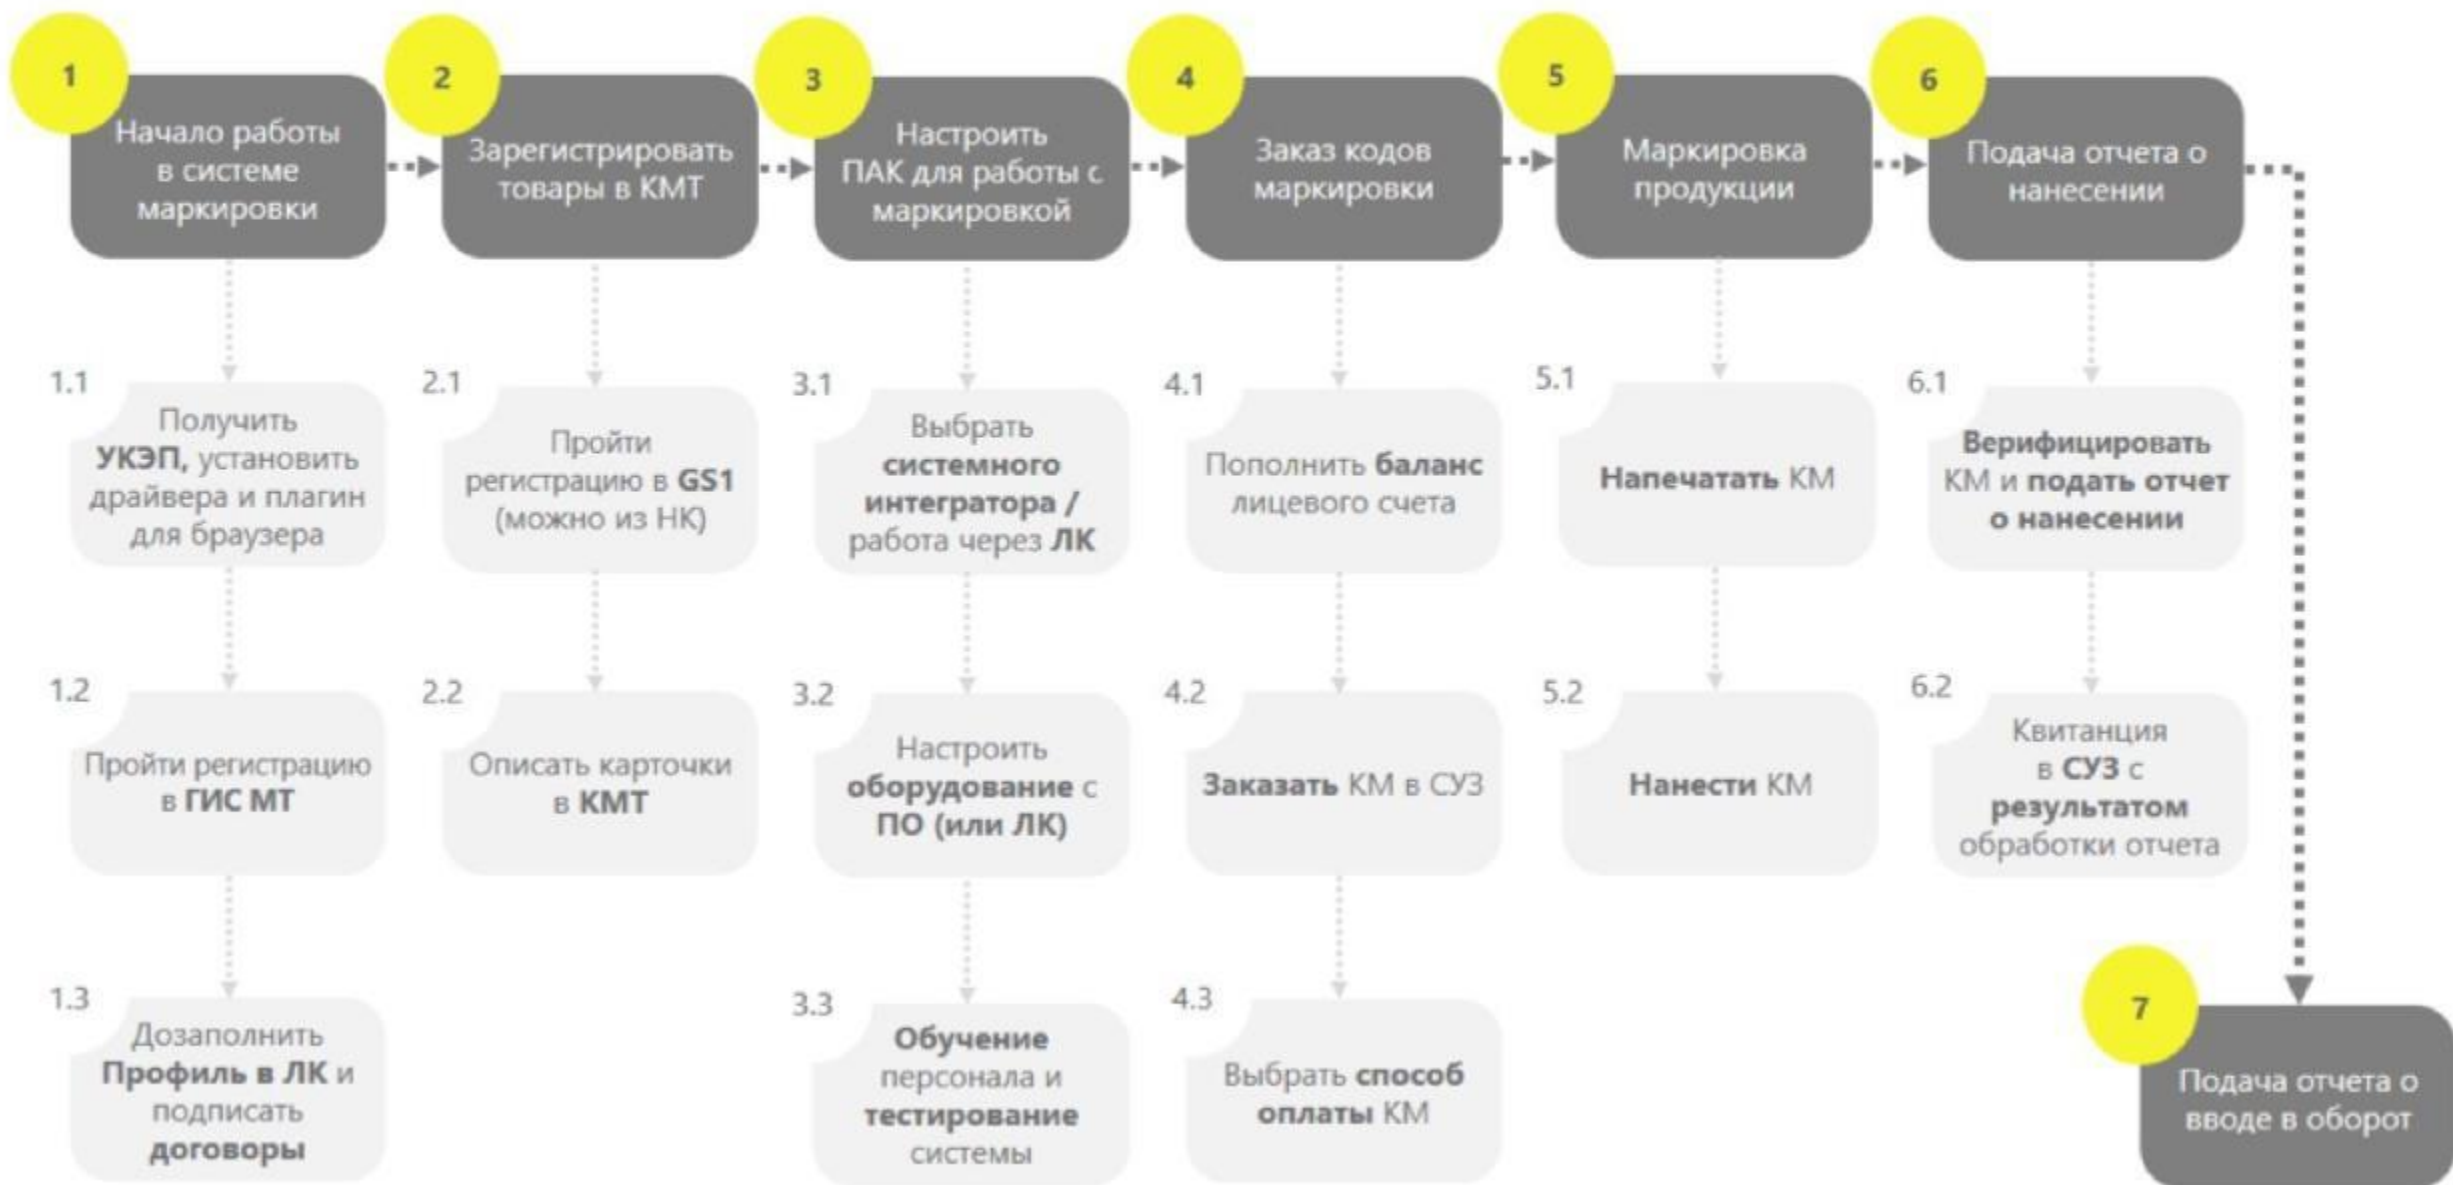 1
Начало работы
в системе
маркировки
2
Зарегистрировать
товары в КМТ
3
Настроить
ПАК для работы с
маркировкой
4
Заказ кодов
маркировки
5
Маркировка
продукции
6
Подача отчета о
нанесении
1.1
Получить
УКЭП, установить
драйвера и плагин
для браузера
2.1
Пройти
регистрацию в GS1
(можно из НК)
3.1
Выбрать
системного
интегратора /
работа через ЛК
4.1
Пополнить баланс
лицевого счета
5.1
Напечатать КМ
6.1
Верифицировать
КМ и подать отчет
о нанесении
1.2
Пройти регистрацию
в ГИС МТ
2.2
Описать карточки
в КМТ
3.2
Настроить
оборудование с
ПО (или ЛК)
4.2
Заказать КМ в СУЗ
5.2
Нанести КМ
6.2
Квитанция
в СУЗ с
результатом
обработки отчета
1.3
Дозаполнить
Профиль в ЛК и
подписать
договоры
3.3
Обучение
персонала и
тестирование
системы
4.3
Выбрать способ
оплаты КМ
7
Подача отчета о
вводе в оборот